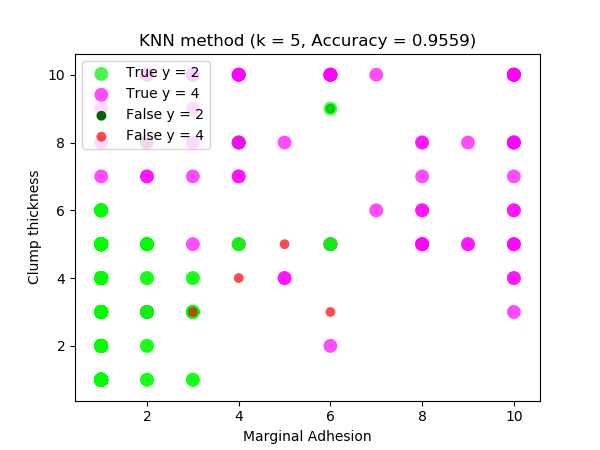 KNN method (k = 5, Accuracy = 0.9559)
True y = 2
True y = 4
False y = 2
False y = 4
Clump thickness
10
8
6
4
2
2 4 6 8 10
Marginal Adhesion